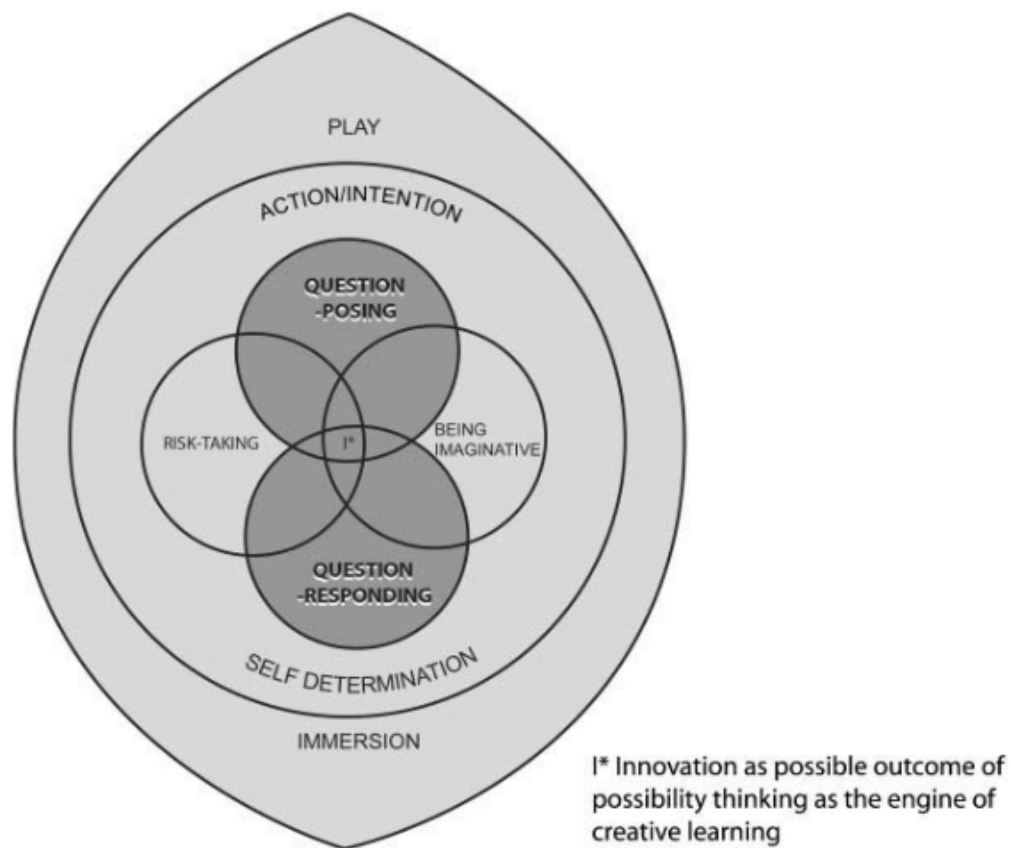 PLAY
ACTION/INTENTION
QUESTION
-POSING
RISK-TAKING
I*
BEING
IMAGINATIVE
QUESTION
-RESPONDING
SELF DETERMINATION
IMMERSION
I* Innovation as possible outcome of
possibility thinking as the engine of
creative learning